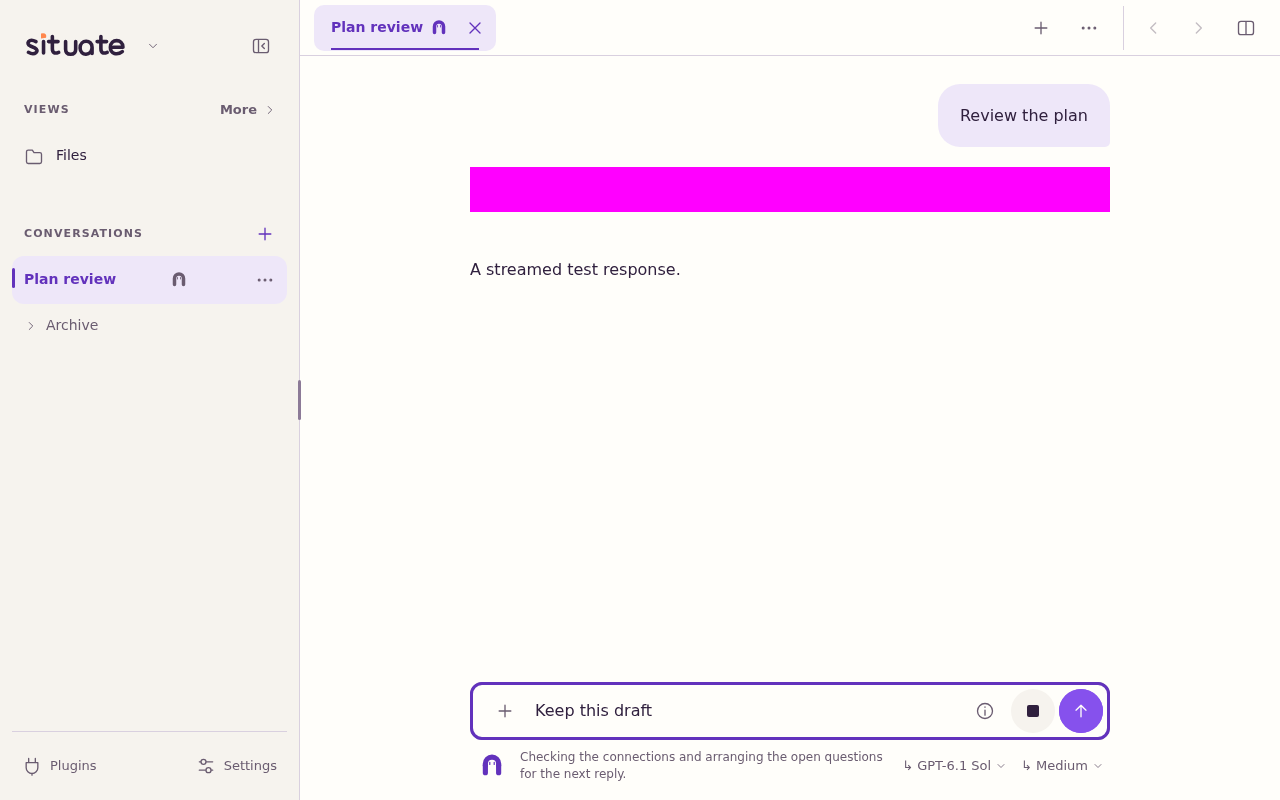 situate
Plan review
VIEWS
More
Review the plan
Files
CONVERSATIONS
Plan review
A streamed test response.
Archive
Keep this draft
Checking the connections and arranging the open questions
for the next reply.
↳ GPT-6.1 Sol
↳ Medium
Plugins
Settings